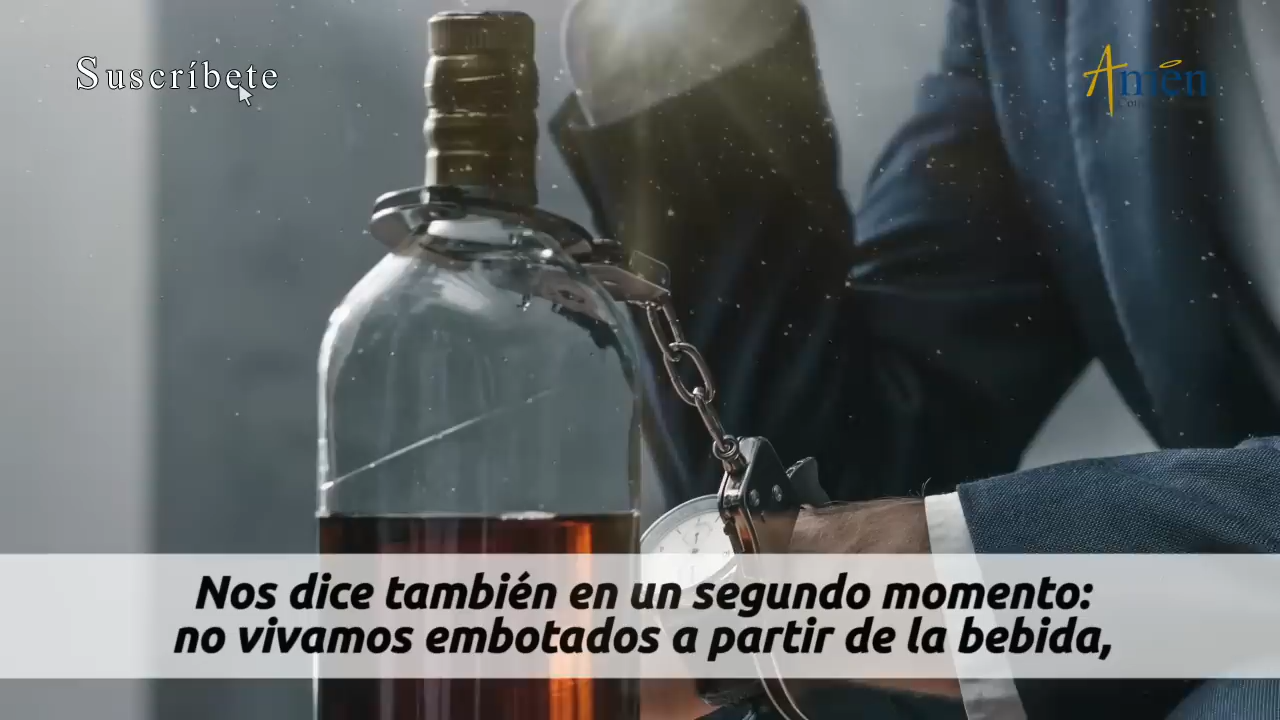 Suscríbete
Amén
Nos dice también en un segundo momento:
no vivamos embotados a partir de la bebida,